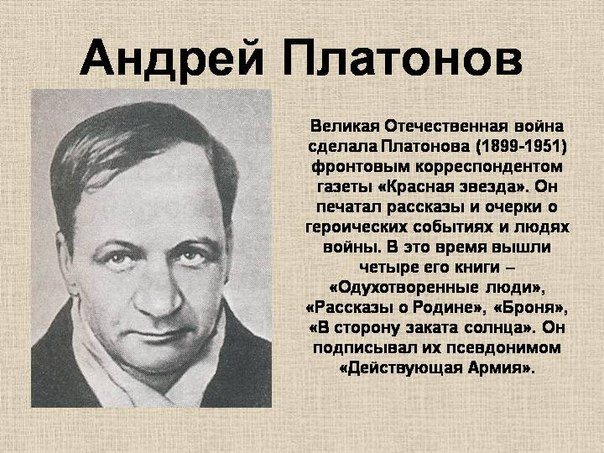 Андрей Платонов
Великая Отечественная война
сделала Платонова (1899-1951)
фронтовым корреспондентом
газеты «Красная звезда». Он
печатал рассказы и очерки о
героических событиях и людях
войны. В это время вышли
четыре его книги –
«Одухотворенные люди»,
«Рассказы о Родине», «Броня»,
«В сторону заката солнца». Он
подписывал их псевдонимом
«Действующая Армия».